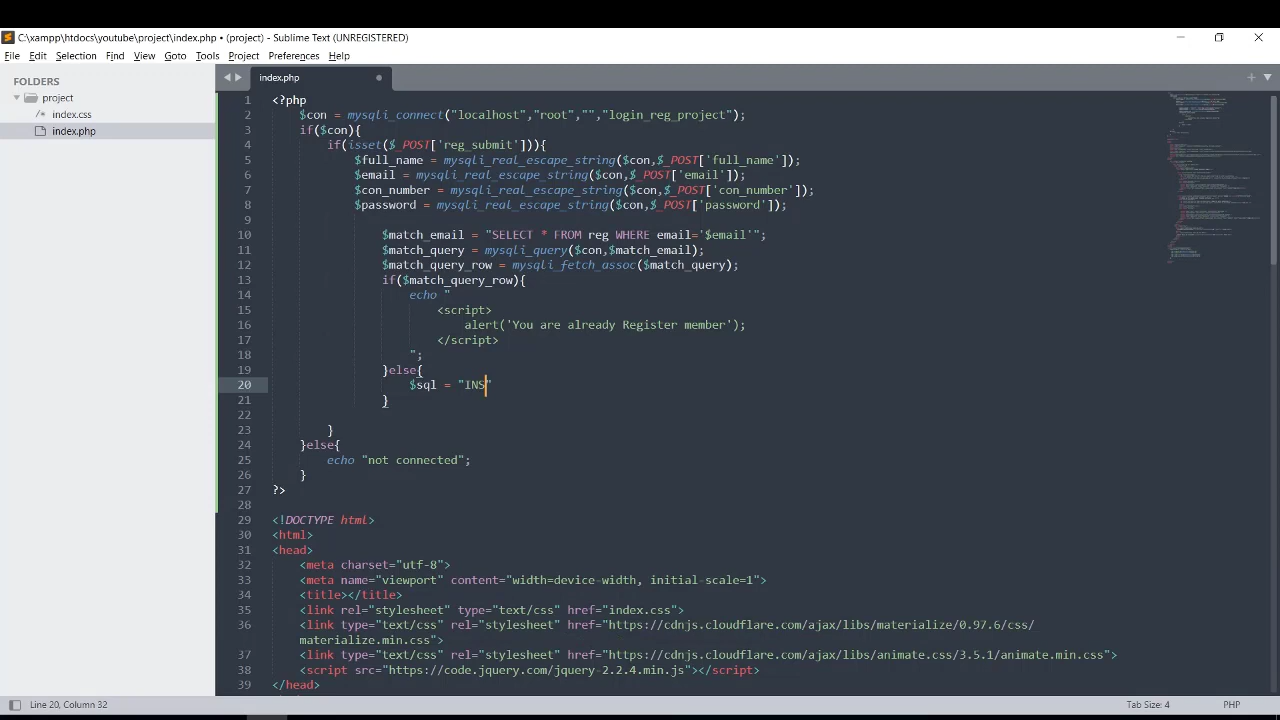 C:\xampp\htdocs\youtube\project\index.php • (project) - Sublime Text (UNREGISTERED)
File Edit Selection Find View Goto Tools Project Preferences Help
FOLDERS
project
/* index.css
index.php
index.php
1 <?php
2 $con = mysqli_connect("localhost","root","","login_reg_project");
3 if($con){
4 if(isset($_POST['reg_submit'])){
5 $full_name = mysqli_real_escape_string($con,$_POST['full_name']);
6 $email = mysqli_real_escape_string($con,$_POST['email']);
7 $con_number = mysqli_real_escape_string($con,$_POST['con_number']);
8 $password = mysqli_real_escape_string($con,$_POST['password']);
9
10 $match_email = "SELECT * FROM reg WHERE email='$email'";
11 $match_query = mysqli_query($con,$match_email);
12 $match_query_row = mysqli_fetch_assoc($match_query);
13 if($match_query_row){
14 echo "
15 <script>
16 alert('You are already Register member');
17 </script>
18 ";
19 }else{
20 $sql = "INS"
21 }
22
23 }
24 }else{
25 echo "not connected";
26 }
27 ?>
28
29 <!DOCTYPE html>
30 <html>
31 <head>
32 <meta charset="utf-8">
33 <meta name="viewport" content="width=device-width, initial-scale=1">
34 <title></title>
35 <link rel="stylesheet" type="text/css" href="index.css">
36 <link type="text/css" rel="stylesheet" href="https://cdnjs.cloudflare.com/ajax/libs/materialize/0.97.6/css/
materialize.min.css">
37 <link type="text/css" rel="stylesheet" href="https://cdnjs.cloudflare.com/ajax/libs/animate.css/3.5.1/animate.min.css">
38 <script src="https://code.jquery.com/jquery-2.2.4.min.js"></script>
39 </head>
Line 20, Column 32
Tab Size: 4
PHP